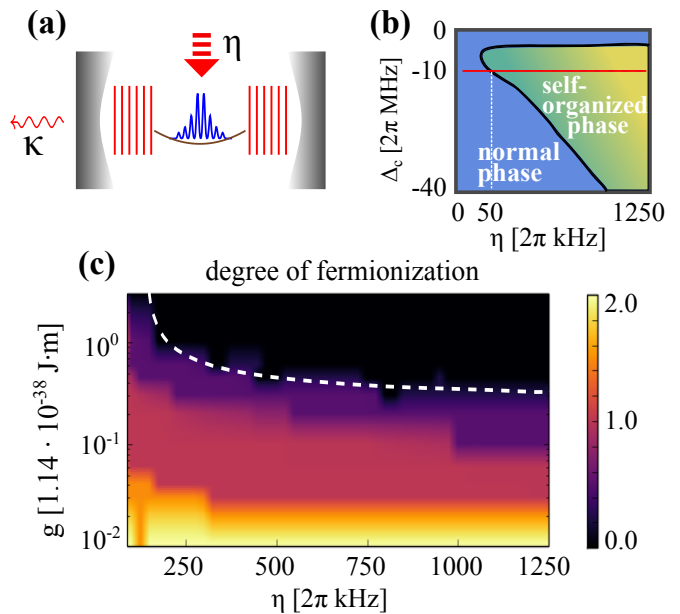 (a)
η
κ
(b)
0
-10
-40
Δc [2π MHz]
self-
organized
phase
normal
phase
0 50 1250
η [2π kHz]
(c)
degree of fermionization
g [1.14 · 10⁻³⁸ J·m]
10⁰
10⁻¹
10⁻²
250 500 750 1000 1250
η [2π kHz]
2.0
1.0
0.0